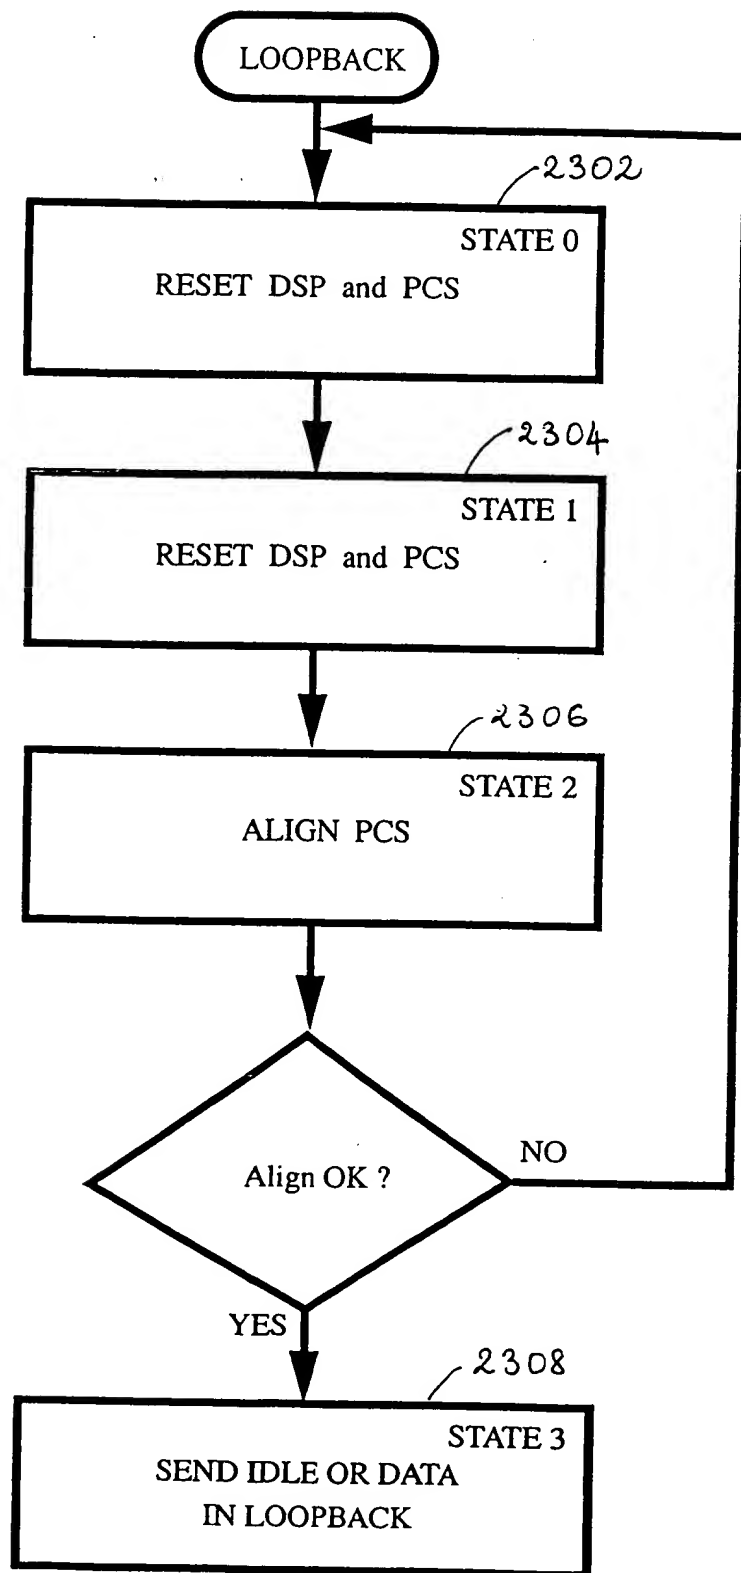 LOOPBACK
2302
STATE 0
RESET DSP and PCS
2304
STATE 1
RESET DSP and PCS
2306
STATE 2
ALIGN PCS
Align OK ?
NO
YES
2308
STATE 3
SEND IDLE OR DATA
IN LOOPBACK